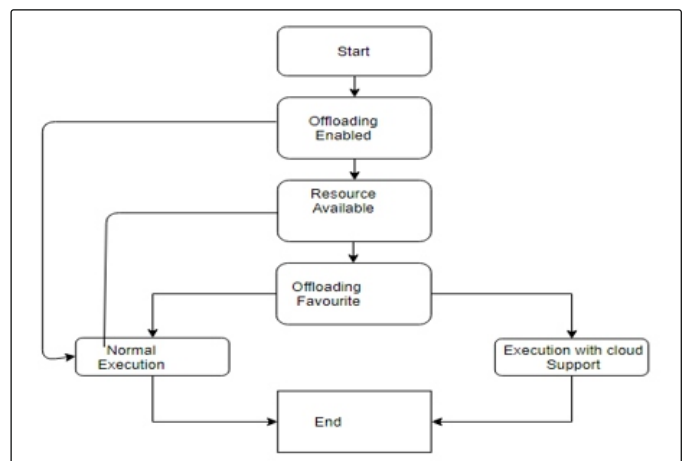 Start
Offloading
Enabled
Resource
Available
Offloading
Favourite
Normal
Execution
Execution with cloud
Support
End